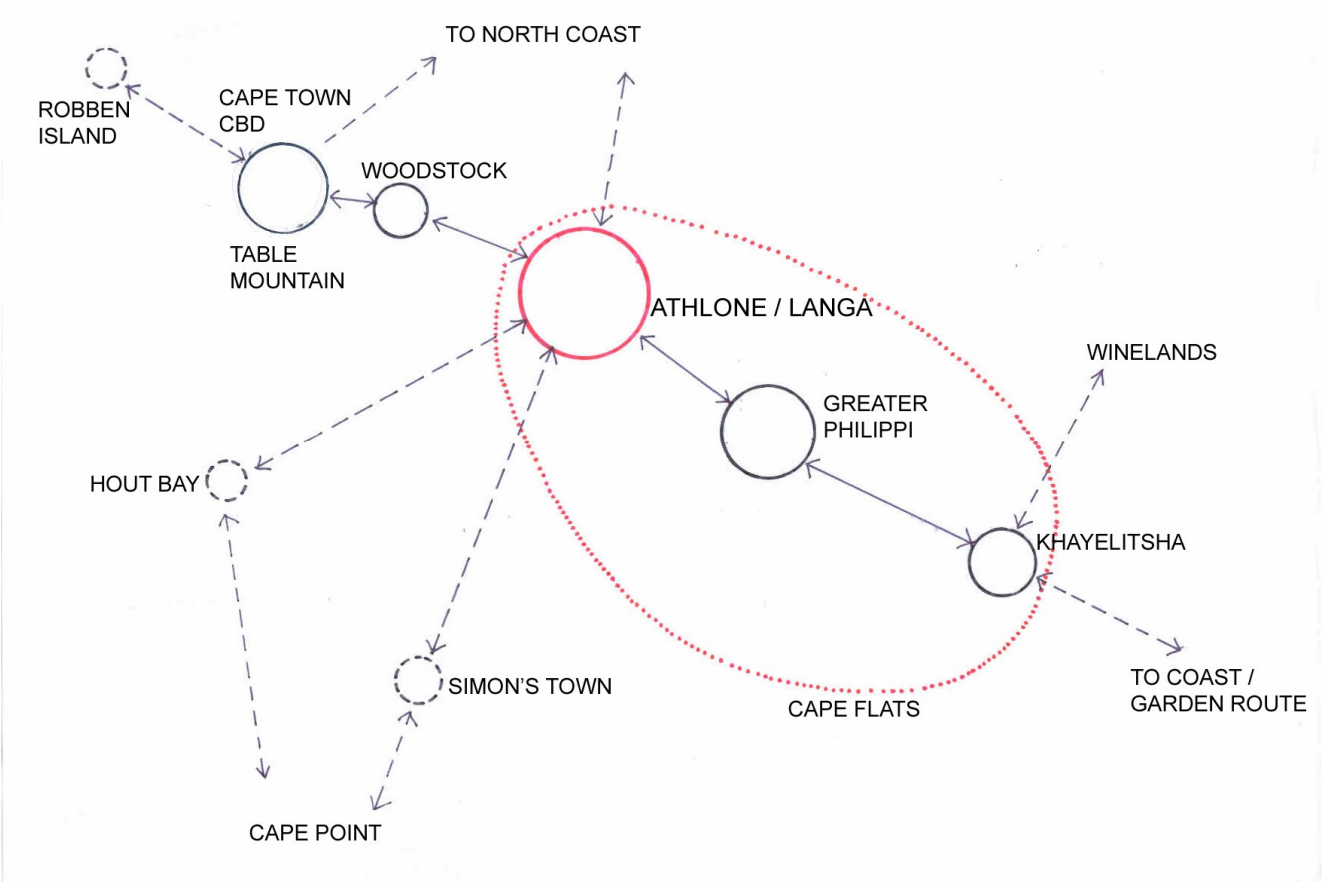 TO NORTH COAST
ROBBEN
ISLAND
CAPE TOWN
CBD
WOODSTOCK
TABLE
MOUNTAIN
ATHLONE / LANGA
WINELANDS
GREATER
PHILIPPI
HOUT BAY
KHAYELITSHA
SIMON'S TOWN
TO COAST /
GARDEN ROUTE
CAPE FLATS
CAPE POINT